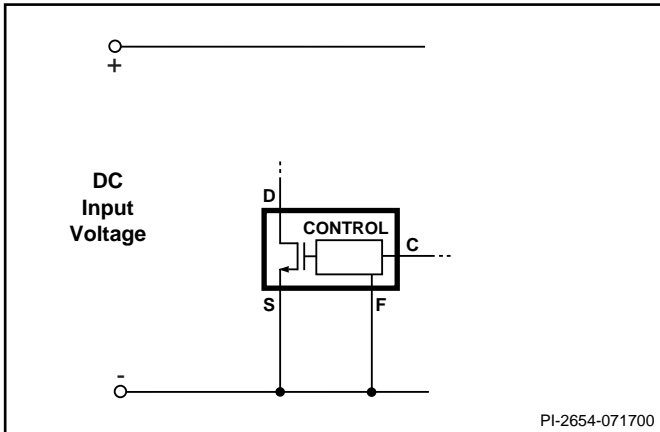 +
DC
Input
Voltage
D
CONTROL
C
S
F
-
PI-2654-071700